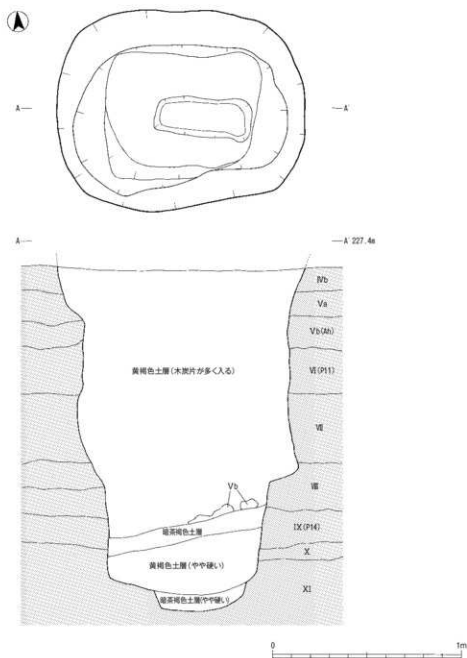 A
A'
A
A' 227.4m
Ⅳb
Ⅴa
Ⅴb(Ah)
黄褐色土層(木炭片が多く入る)
Ⅵ(P11)
Ⅶ
Ⅷ
Ⅴb
Ⅸ(P14)
暗茶褐色土層
Ⅹ
黄褐色土層(やや硬い)
Ⅺ
暗茶褐色土層(やや硬い)
0
1m